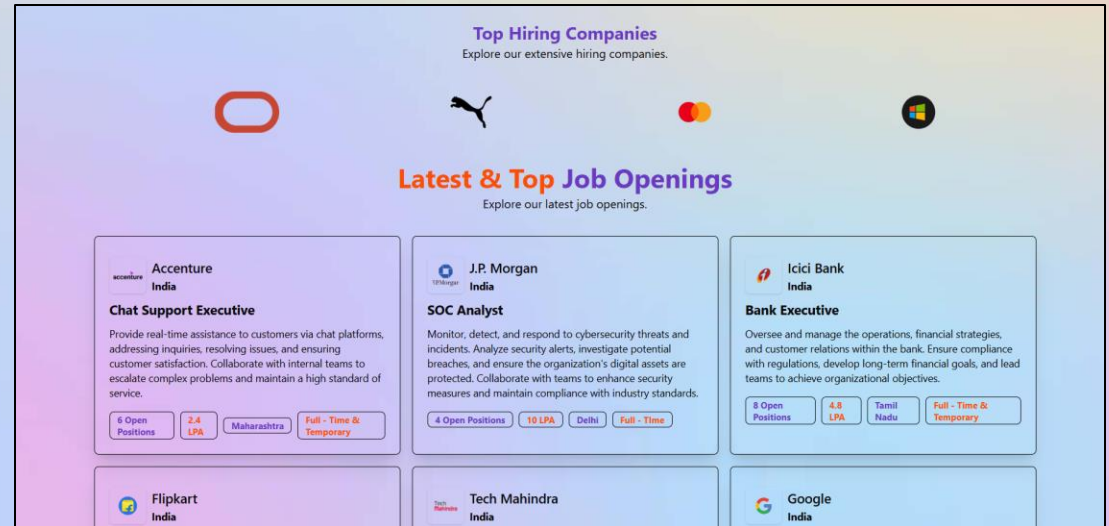 Top Hiring Companies
Explore our extensive hiring companies.
Latest & Top Job Openings
Explore our latest job openings.
accenture
Accenture
India
Chat Support Executive
Provide real-time assistance to customers via chat platforms,
addressing inquiries, resolving issues, and ensuring
customer satisfaction. Collaborate with internal teams to
escalate complex problems and maintain a high standard of
service.
6 Open
Positions
2.4
LPA
Maharashtra
Full - Time &
Temporary
J.P. Morgan
India
SOC Analyst
Monitor, detect, and respond to cybersecurity threats and
incidents. Analyze security alerts, investigate potential
breaches, and ensure the organization's digital assets are
protected. Collaborate with teams to enhance security
measures and maintain compliance with industry standards.
4 Open Positions
10 LPA
Delhi
Full - TIme
Icici Bank
India
Bank Executive
Oversee and manage the operations, financial strategies,
and customer relations within the bank. Ensure compliance
with regulations, develop long-term financial goals, and lead
teams to achieve organizational objectives.
8 Open
Positions
4.8
LPA
Tamil
Nadu
Full - Time &
Temporary
Flipkart
India
Tech
Mahindra
Tech Mahindra
India
Google
India